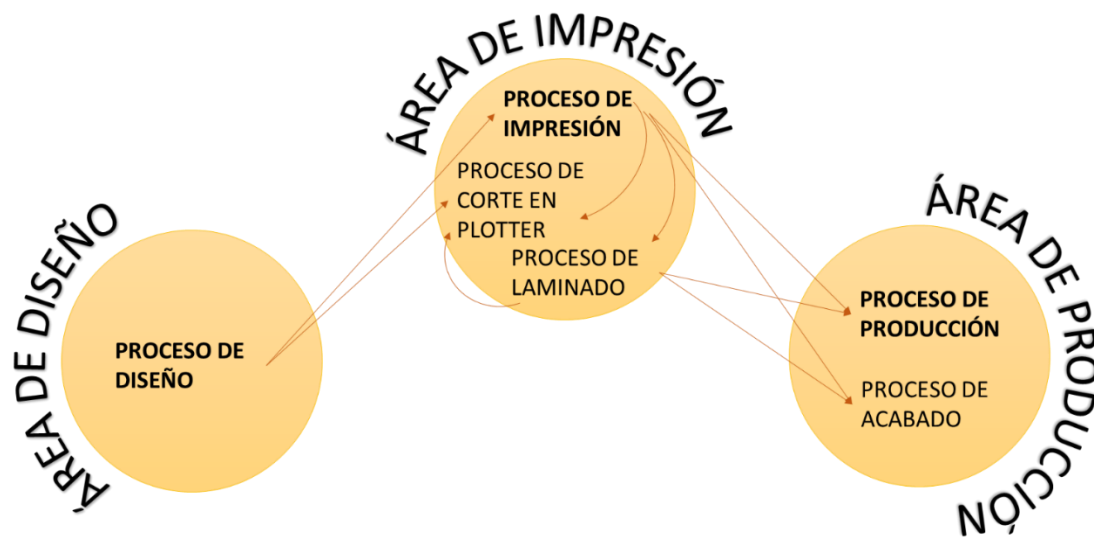 ÁREA DE DISEÑO
PROCESO DE
DISEÑO
ÁREA DE IMPRESIÓN
PROCESO DE
IMPRESIÓN
PROCESO DE
CORTE EN
PLOTTER
PROCESO DE
LAMINADO
ÁREA DE PRODUCCIÓN
PROCESO DE
PRODUCCIÓN
PROCESO DE
ACABADO